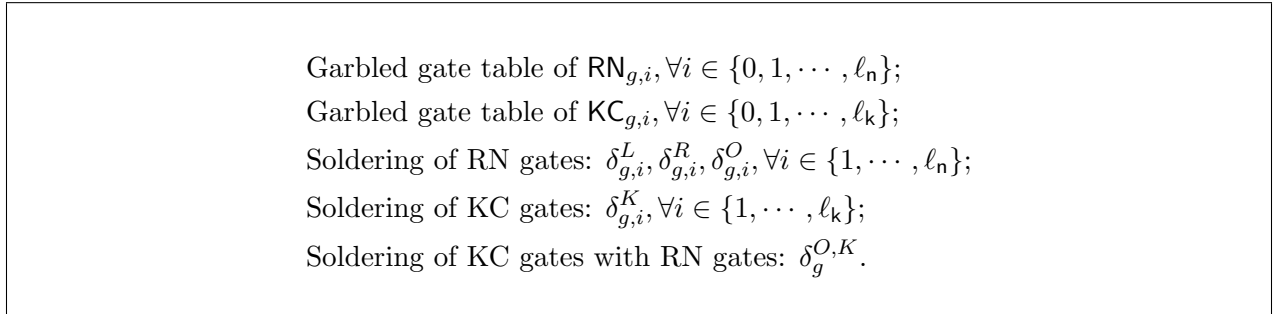 Garbled gate table of RN_{g,i}, ∀i ∈ {0, 1, ⋯ , ℓ_n};
Garbled gate table of KC_{g,i}, ∀i ∈ {0, 1, ⋯ , ℓ_k};
Soldering of RN gates: δ^L_{g,i}, δ^R_{g,i}, δ^O_{g,i}, ∀i ∈ {1, ⋯ , ℓ_n};
Soldering of KC gates: δ^K_{g,i}, ∀i ∈ {1, ⋯ , ℓ_k};
Soldering of KC gates with RN gates: δ^{O,K}_g.